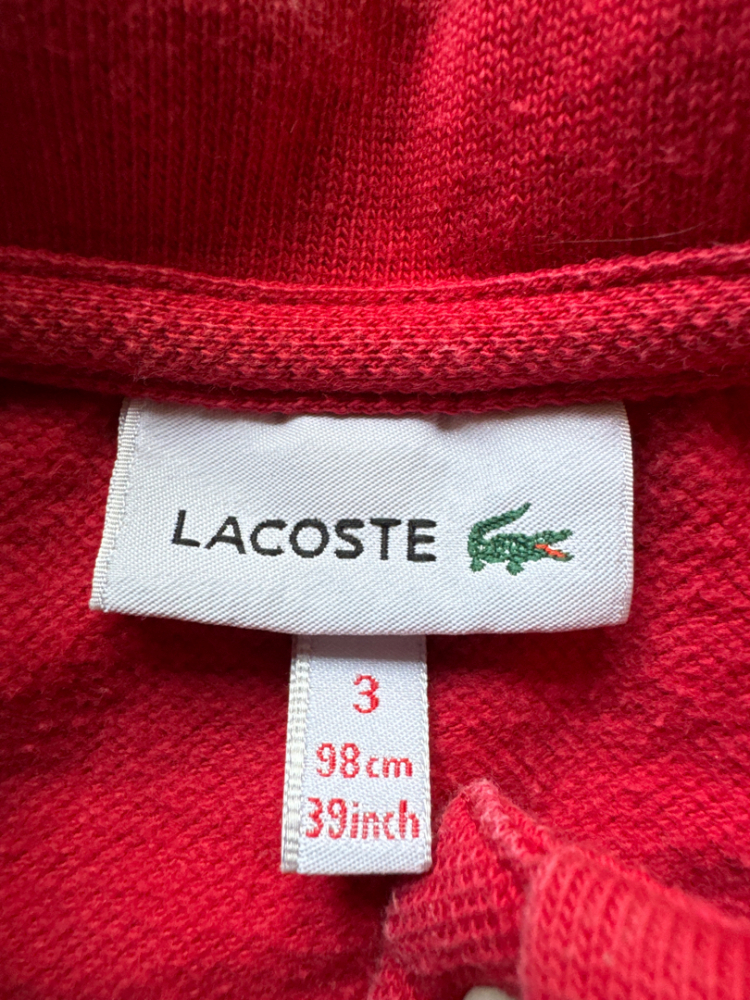 LACOSTE
3
98cm
39inch